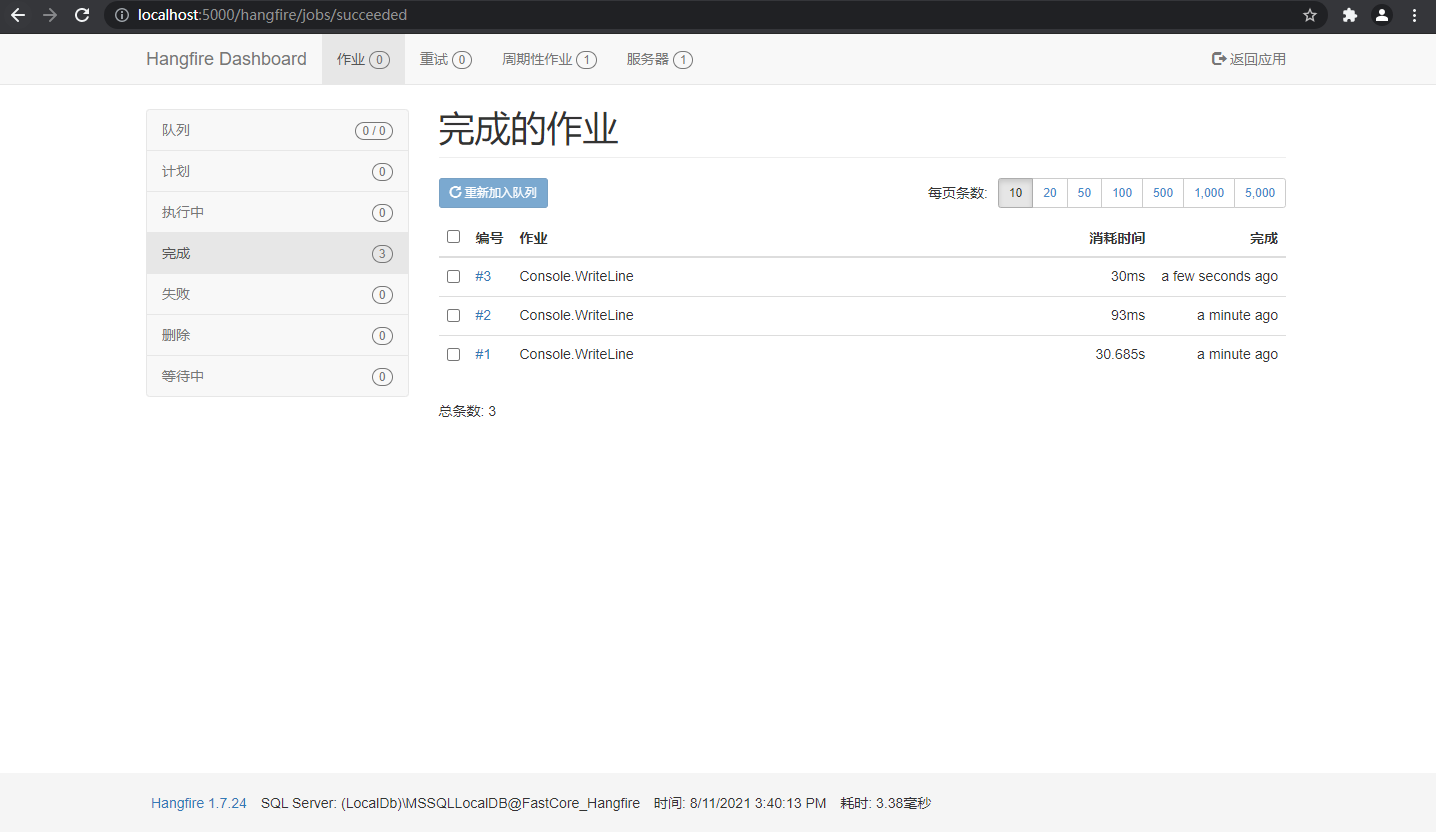 localhost:5000/hangfire/jobs/succeeded
Hangfire Dashboard 作业 0 重试 0 周期性作业 1 服务器 1 返回应用
队列 0 / 0
计划 0
执行中 0
完成 3
失败 0
删除 0
等待中 0
完成的作业
重新加入队列 每页条数: 10 20 50 100 500 1,000 5,000
编号 作业 消耗时间 完成
#3 Console.WriteLine 30ms a few seconds ago
#2 Console.WriteLine 93ms a minute ago
#1 Console.WriteLine 30.685s a minute ago
总条数: 3
Hangfire 1.7.24 SQL Server: (LocalDb)\MSSQLLocalDB@FastCore_Hangfire 时间: 8/11/2021 3:40:13 PM 耗时: 3.38毫秒